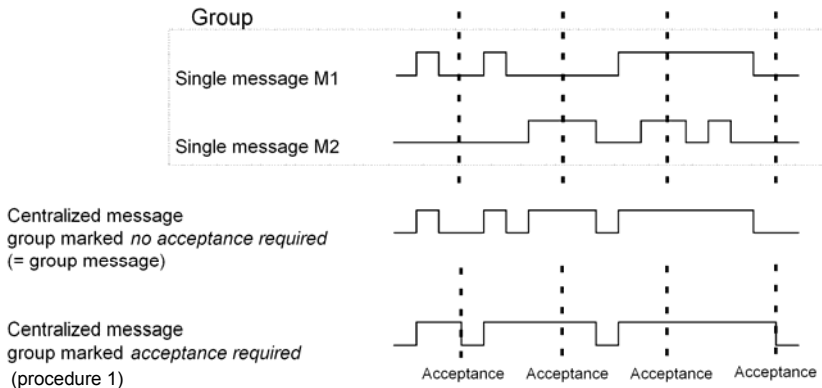 Group
Single message M1
Single message M2
Centralized message
group marked no acceptance required
(= group message)
Centralized message
group marked acceptance required
(procedure 1)
Acceptance Acceptance Acceptance Acceptance